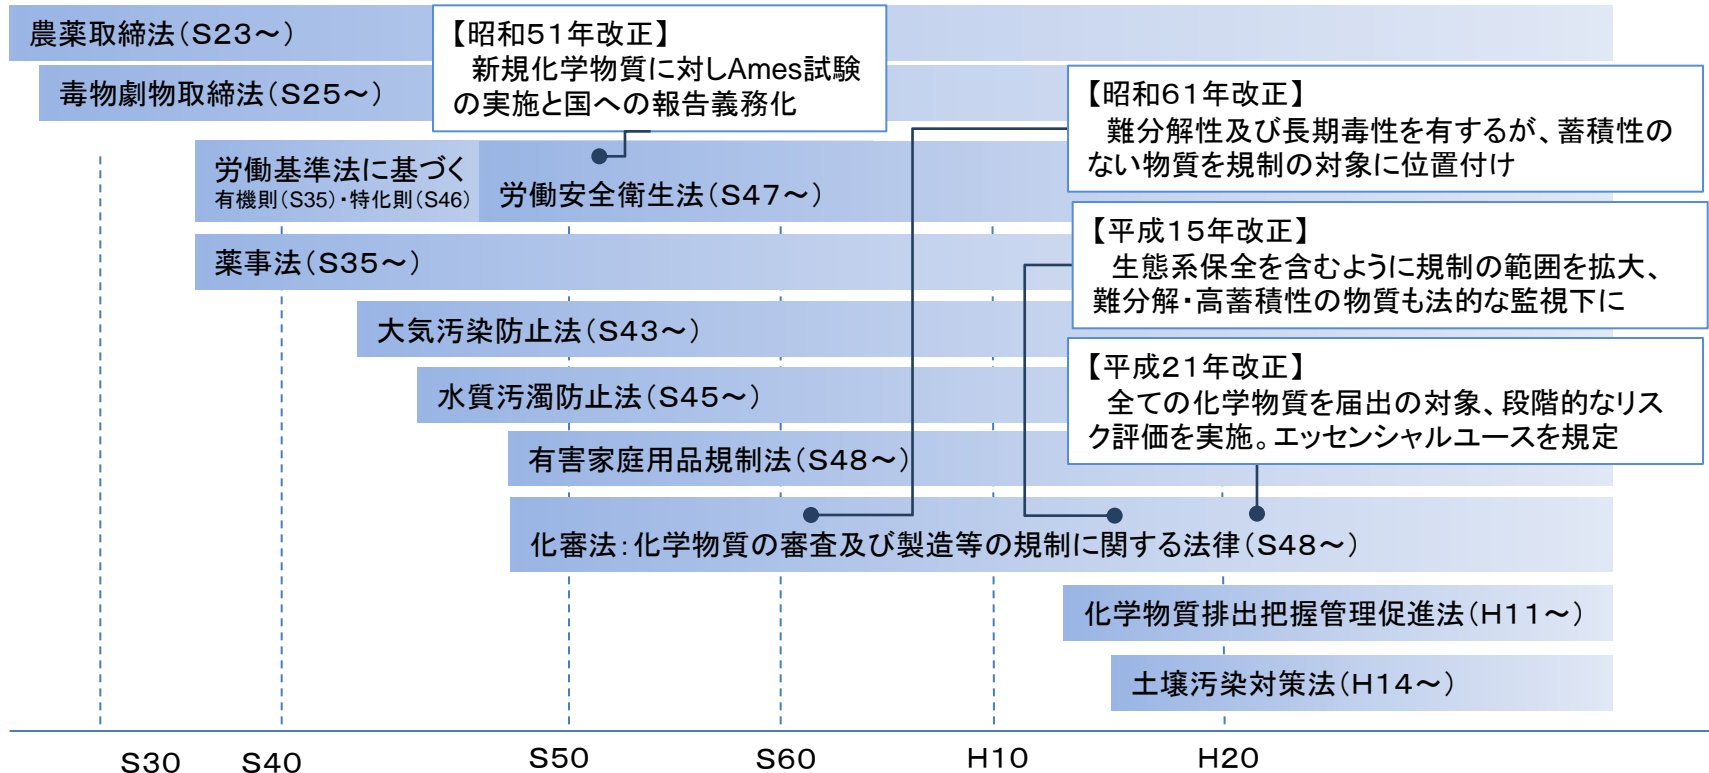 農薬取締法（S23～）
毒物劇物取締法（S25～）
【昭和51年改正】
新規化学物質に対しAmes試験
の実施と国への報告義務化
【昭和61年改正】
難分解性及び長期毒性を有するが、蓄積性の
ない物質を規制の対象に位置付け
労働基準法に基づく
有機則（S35）・特化則（S46）
労働安全衛生法（S47～）
【平成15年改正】
生態系保全を含むように規制の範囲を拡大、
難分解・高蓄積性の物質も法的な監視下に
薬事法（S35～）
大気汚染防止法（S43～）
【平成21年改正】
全ての化学物質を届出の対象、段階的なリス
ク評価を実施。エッセンシャルユースを規定
水質汚濁防止法（S45～）
有害家庭用品規制法（S48～）
化審法：化学物質の審査及び製造等の規制に関する法律（S48～）
化学物質排出把握管理促進法（H11～）
土壌汚染対策法（H14～）
S30 S40 S50 S60 H10 H20